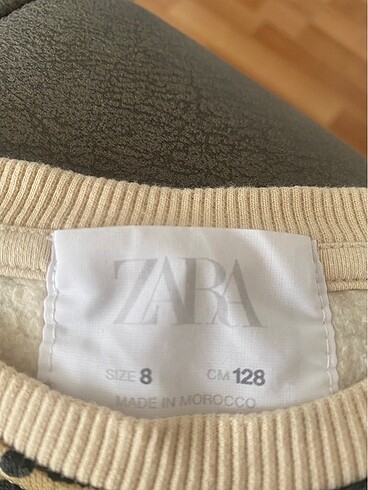 ZARA
SIZE 8 CM 128
MADE IN MOROCCO